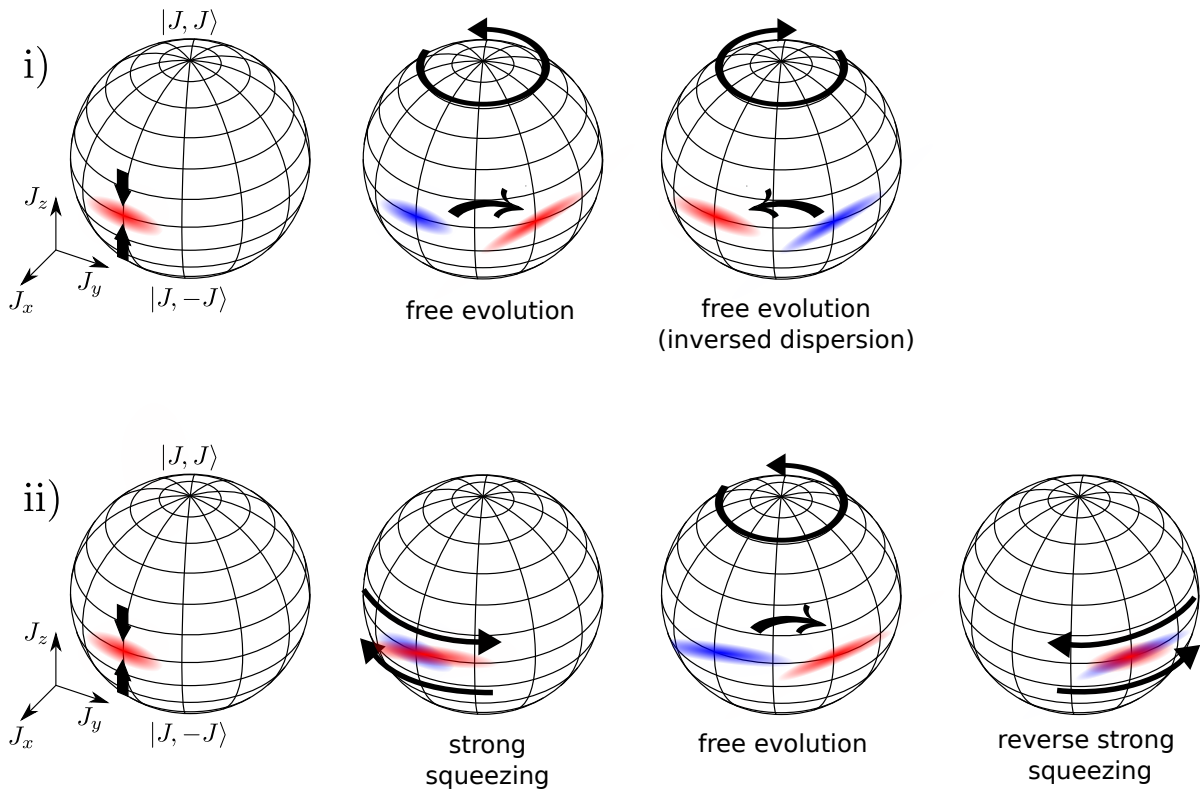 i)
|J, J⟩
J_z
J_y
J_x
|J, −J⟩
free evolution
free evolution
(inversed dispersion)
ii)
|J, J⟩
J_z
J_y
J_x
|J, −J⟩
strong
squeezing
free evolution
reverse strong
squeezing